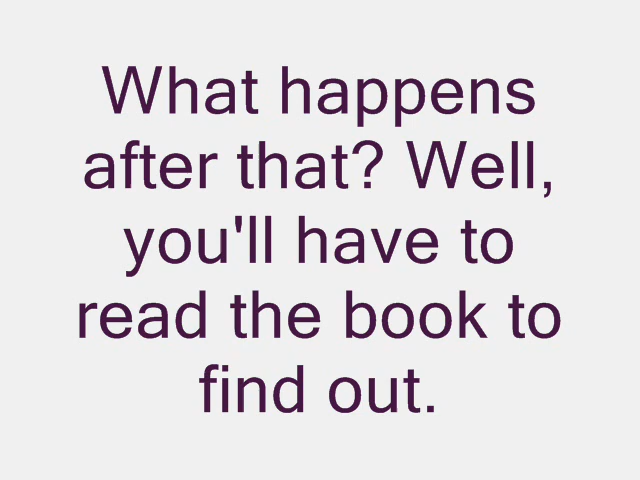 What happens
after that? Well,
you'll have to
read the book to
find out.